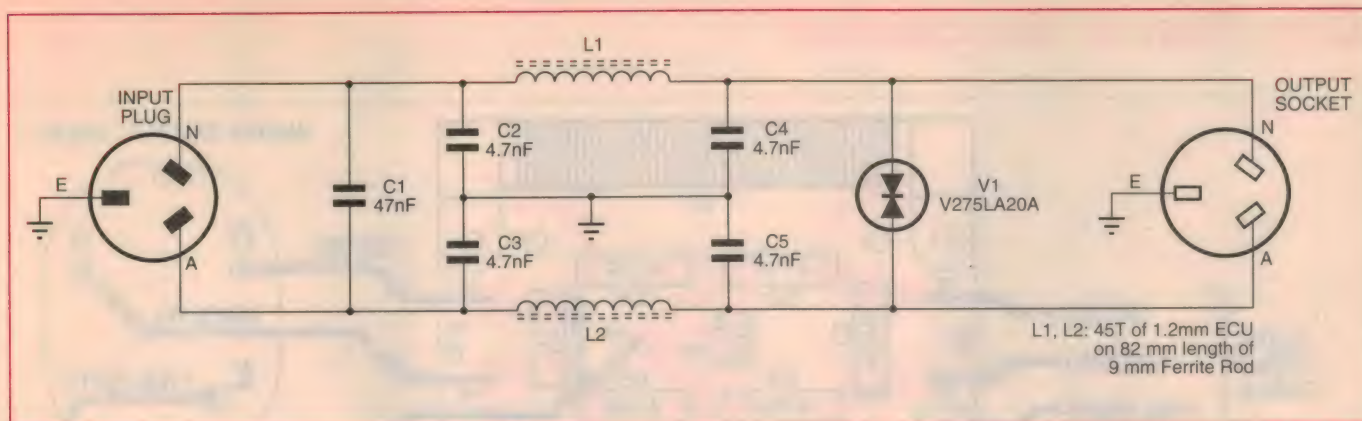 L1
INPUT
PLUG
N
E
A
C1
47nF
C2
4.7nF
C3
4.7nF
L2
C4
4.7nF
C5
4.7nF
V1
V275LA20A
OUTPUT
SOCKET
N
E
A
L1, L2: 45T of 1.2mm ECU
on 82 mm length of
9 mm Ferrite Rod